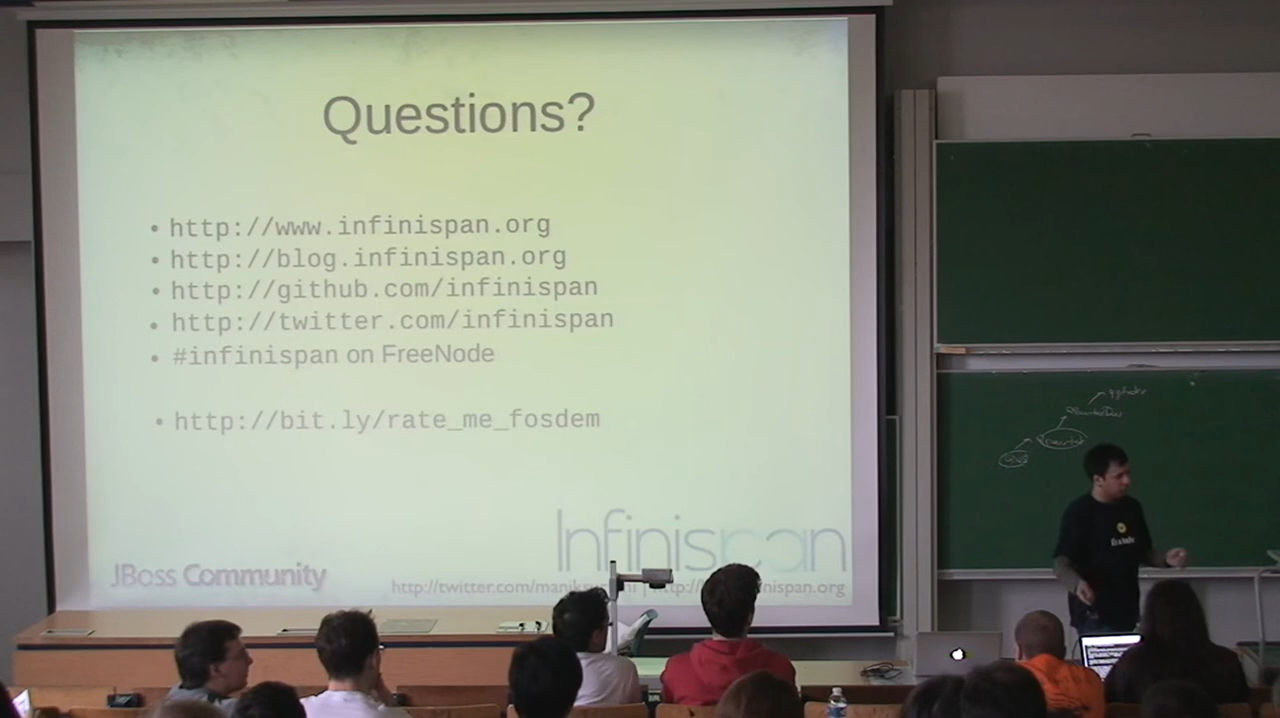 Questions?
• http://www.infinispan.org
• http://blog.infinispan.org
• http://github.com/infinispan
• http://twitter.com/infinispan
• #infinispan on FreeNode
• http://bit.ly/rate_me_fosdem
Infinispan
JBoss Community